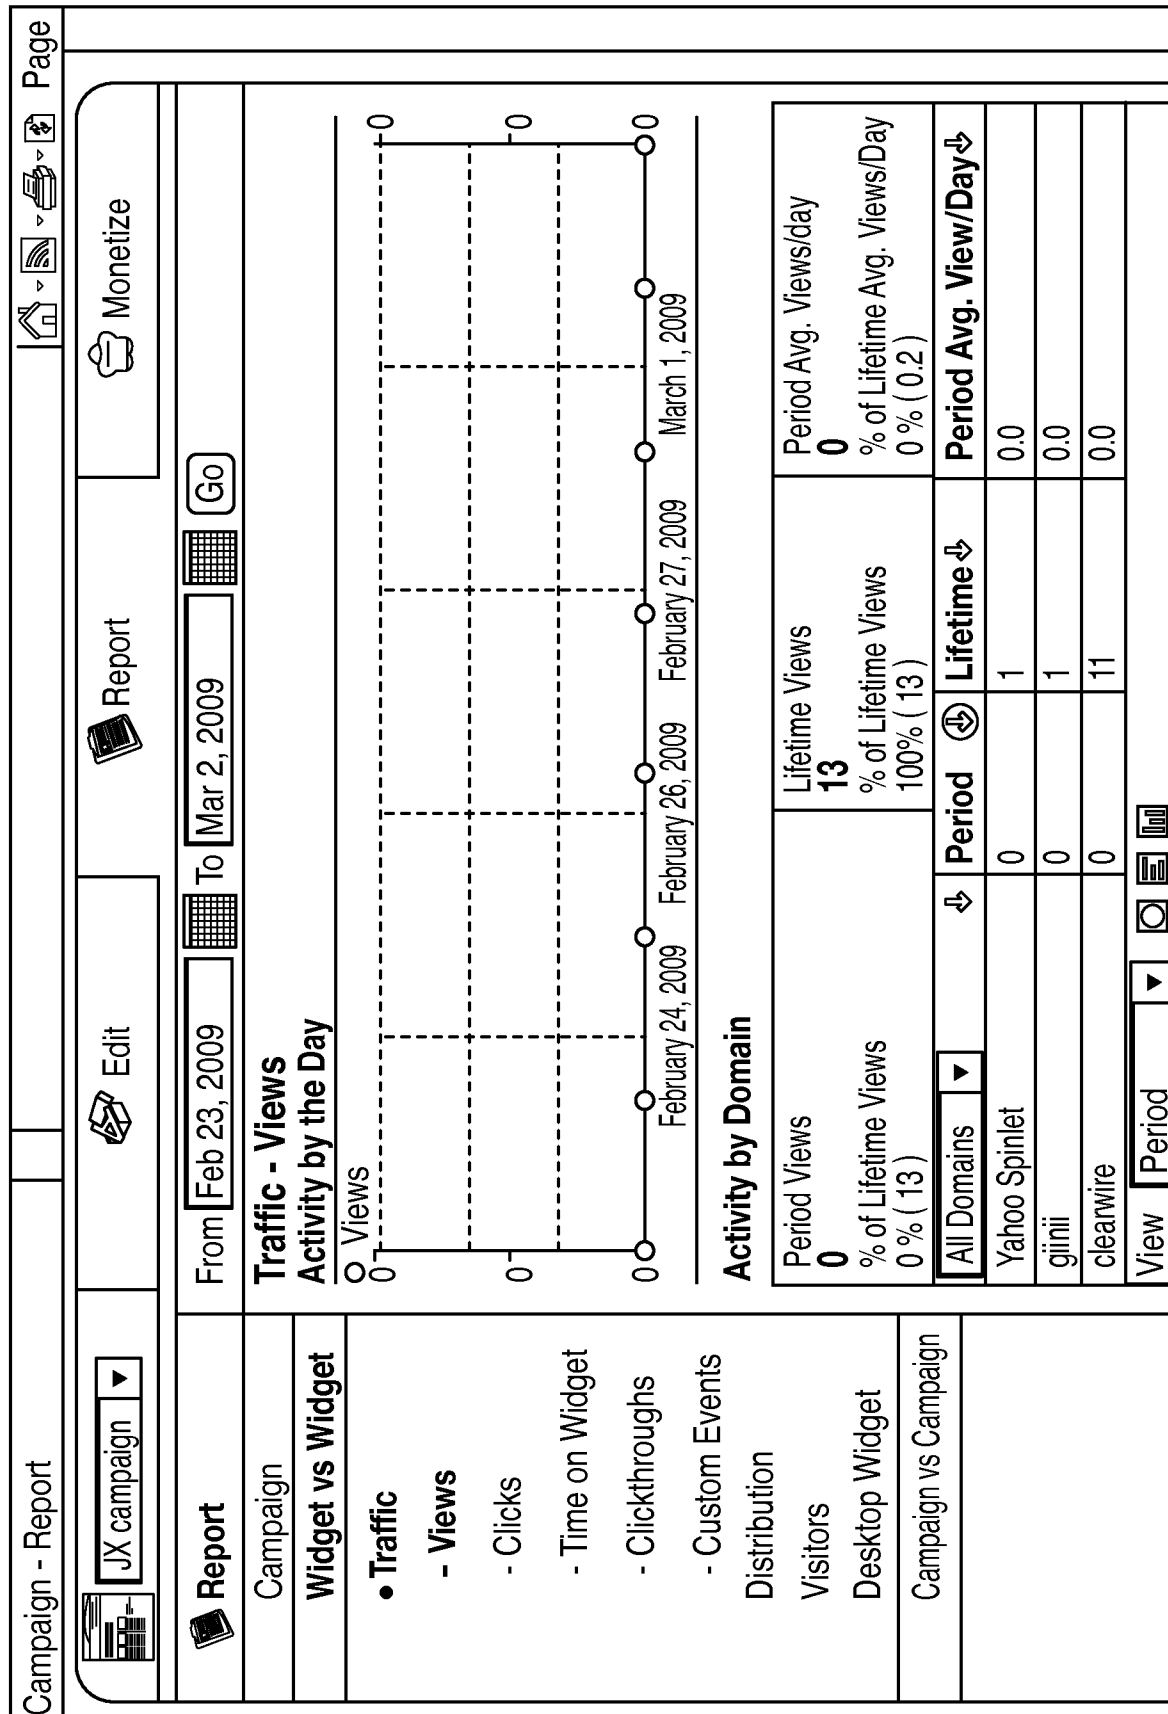 Campaign - Report
Page
JX campaign
Edit
Report
Monetize
Report
Campaign
Widget vs Widget
• Traffic
- Views
- Clicks
- Time on Widget
- Clickthroughs
- Custom Events
Distribution
Visitors
Desktop Widget
Campaign vs Campaign
From Feb 23, 2009 To Mar 2, 2009 Go
Traffic - Views
Activity by the Day
Views
0 0
0 0
0 0
February 24, 2009 February 26, 2009 February 27, 2009 March 1, 2009
Activity by Domain
Period Views Lifetime Views Period Avg. Views/day
0 13 0
% of Lifetime Views % of Lifetime Views % of Lifetime Avg. Views/Day
0 % ( 13 ) 100% ( 13 ) 0 % ( 0.2 )
All Domains Period Lifetime Period Avg. View/Day
Yahoo Spinlet 0 1 0.0
giinii 0 1 0.0
clearwire 0 11 0.0
View Period